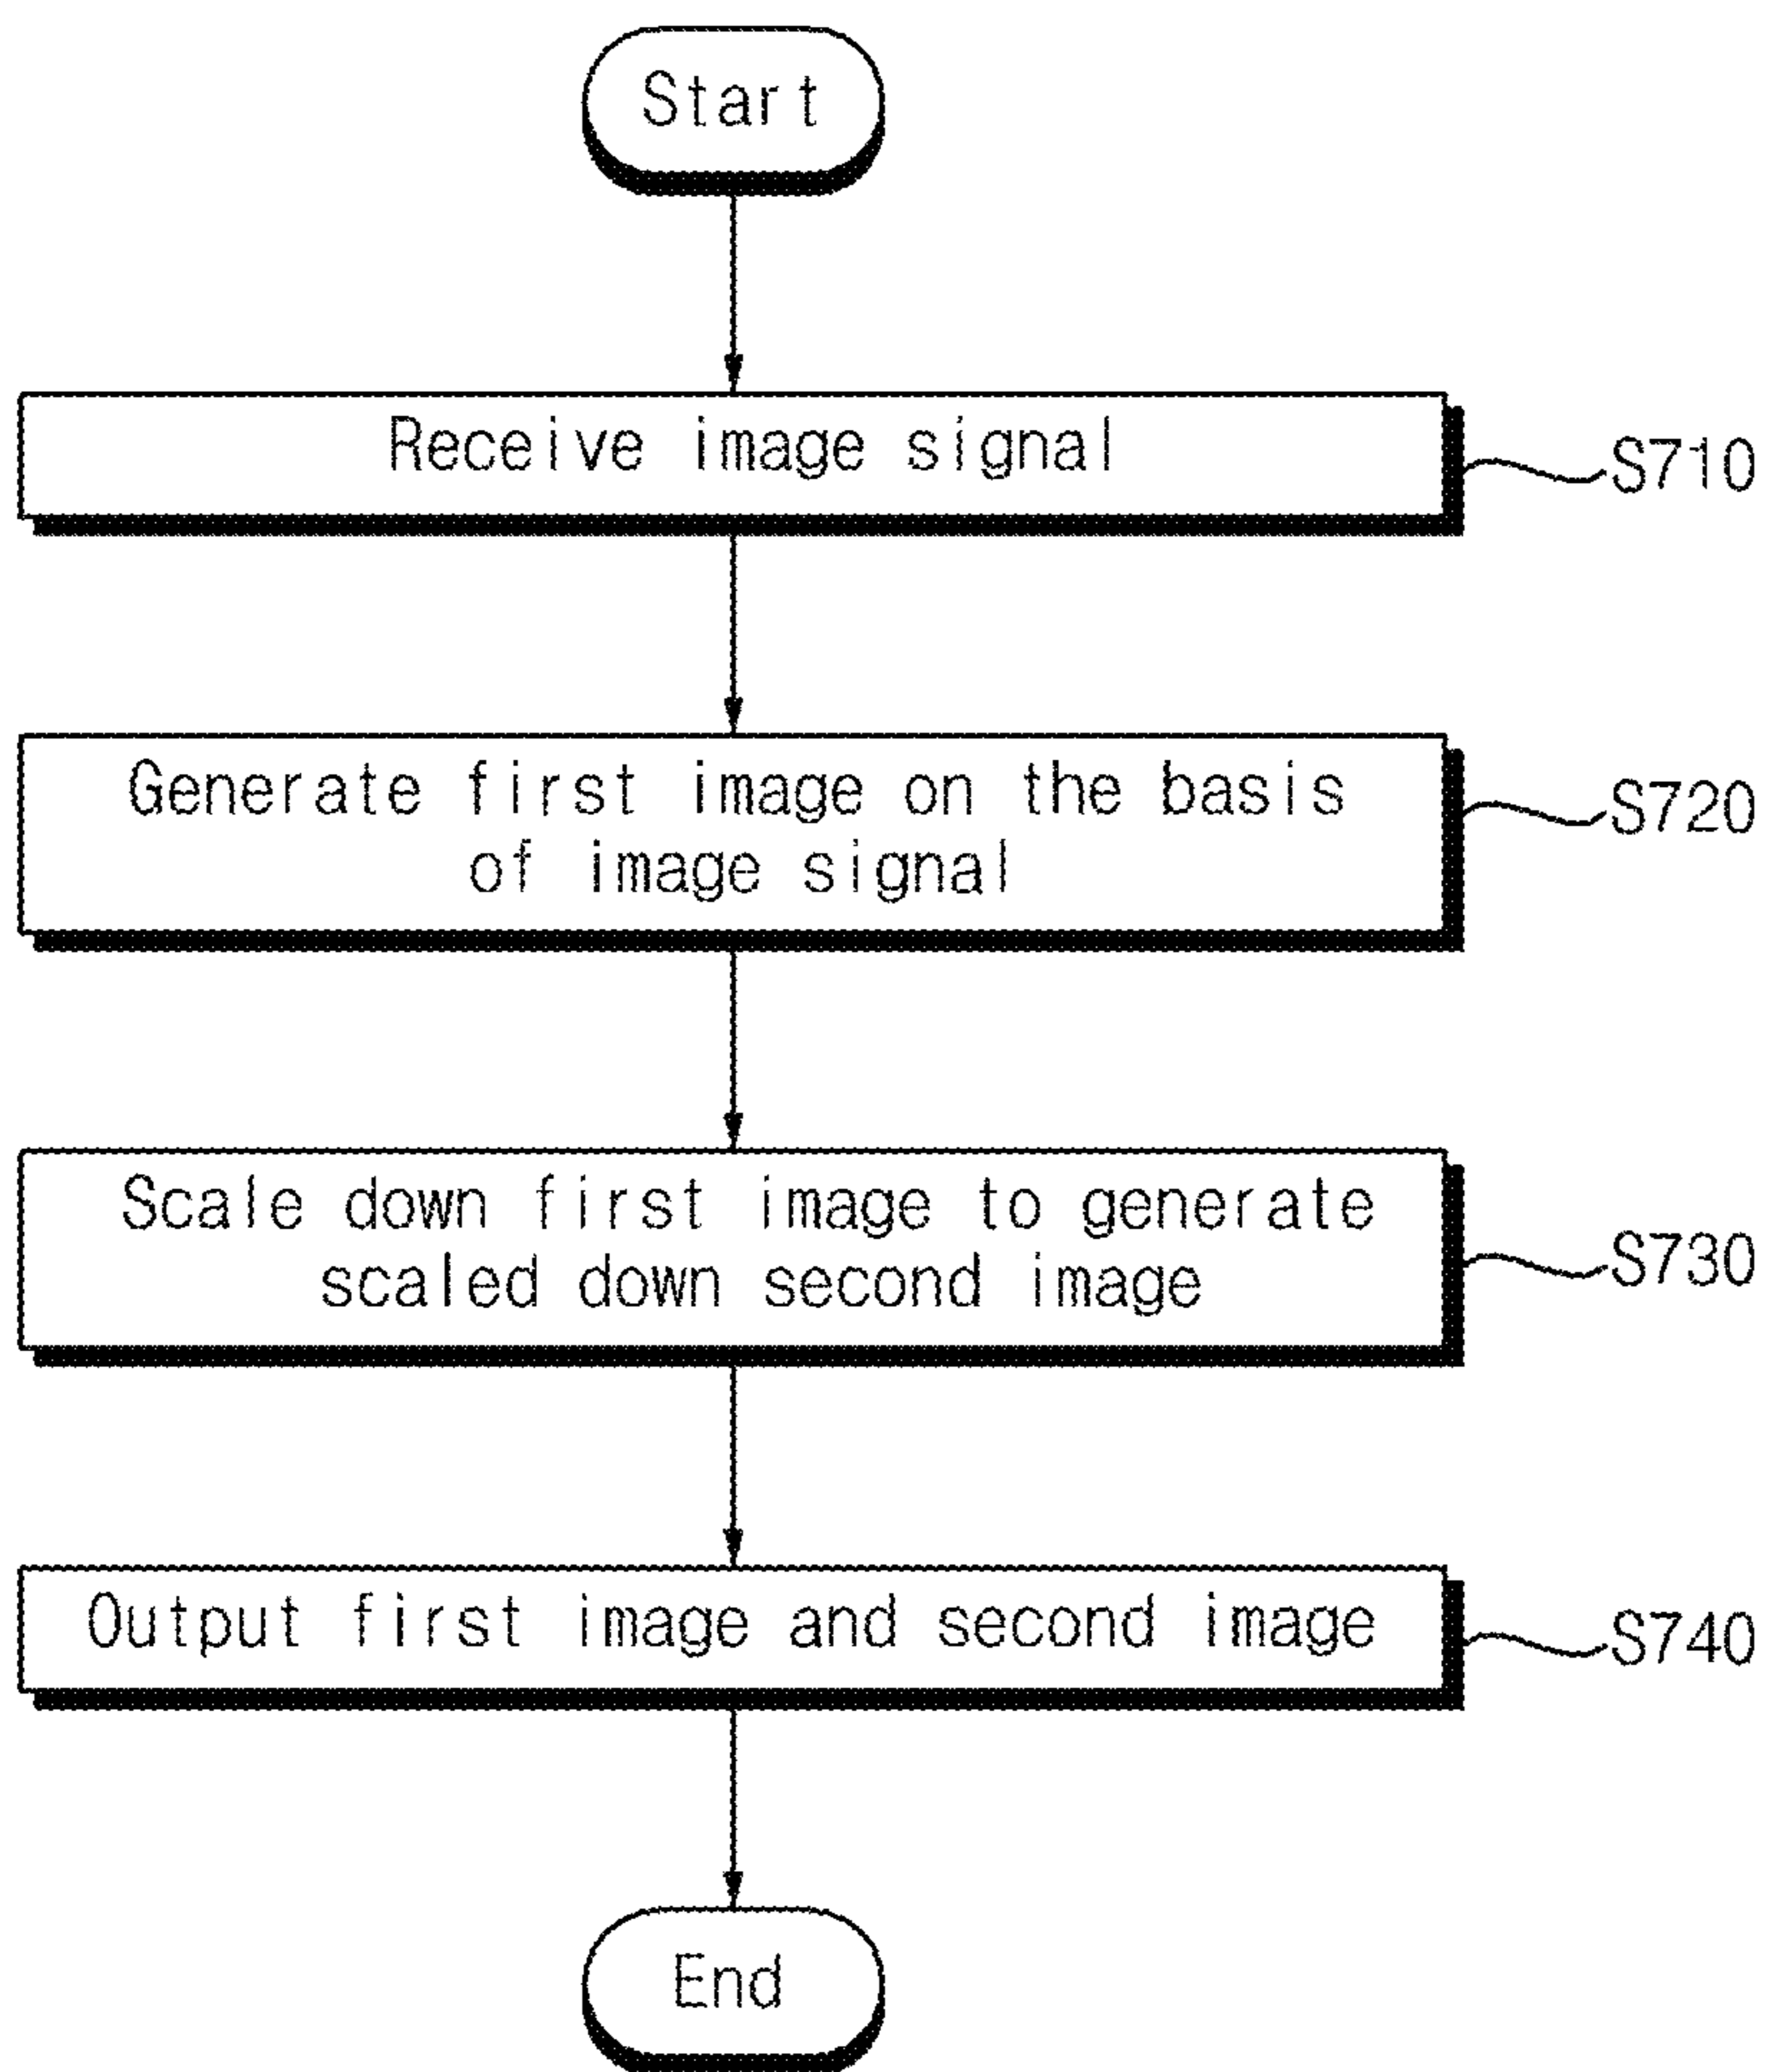 Start
Receive image signal
S710
Generate first image on the basis
of image signal
S720
Scale down first image to generate
scaled down second image
S730
Output first image and second image
S740
End